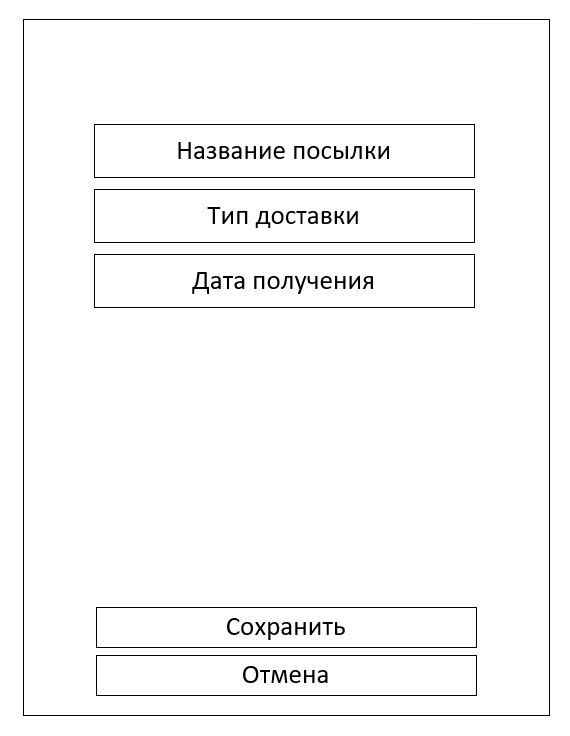 Название посылки
Тип доставки
Дата получения
Сохранить
Отмена